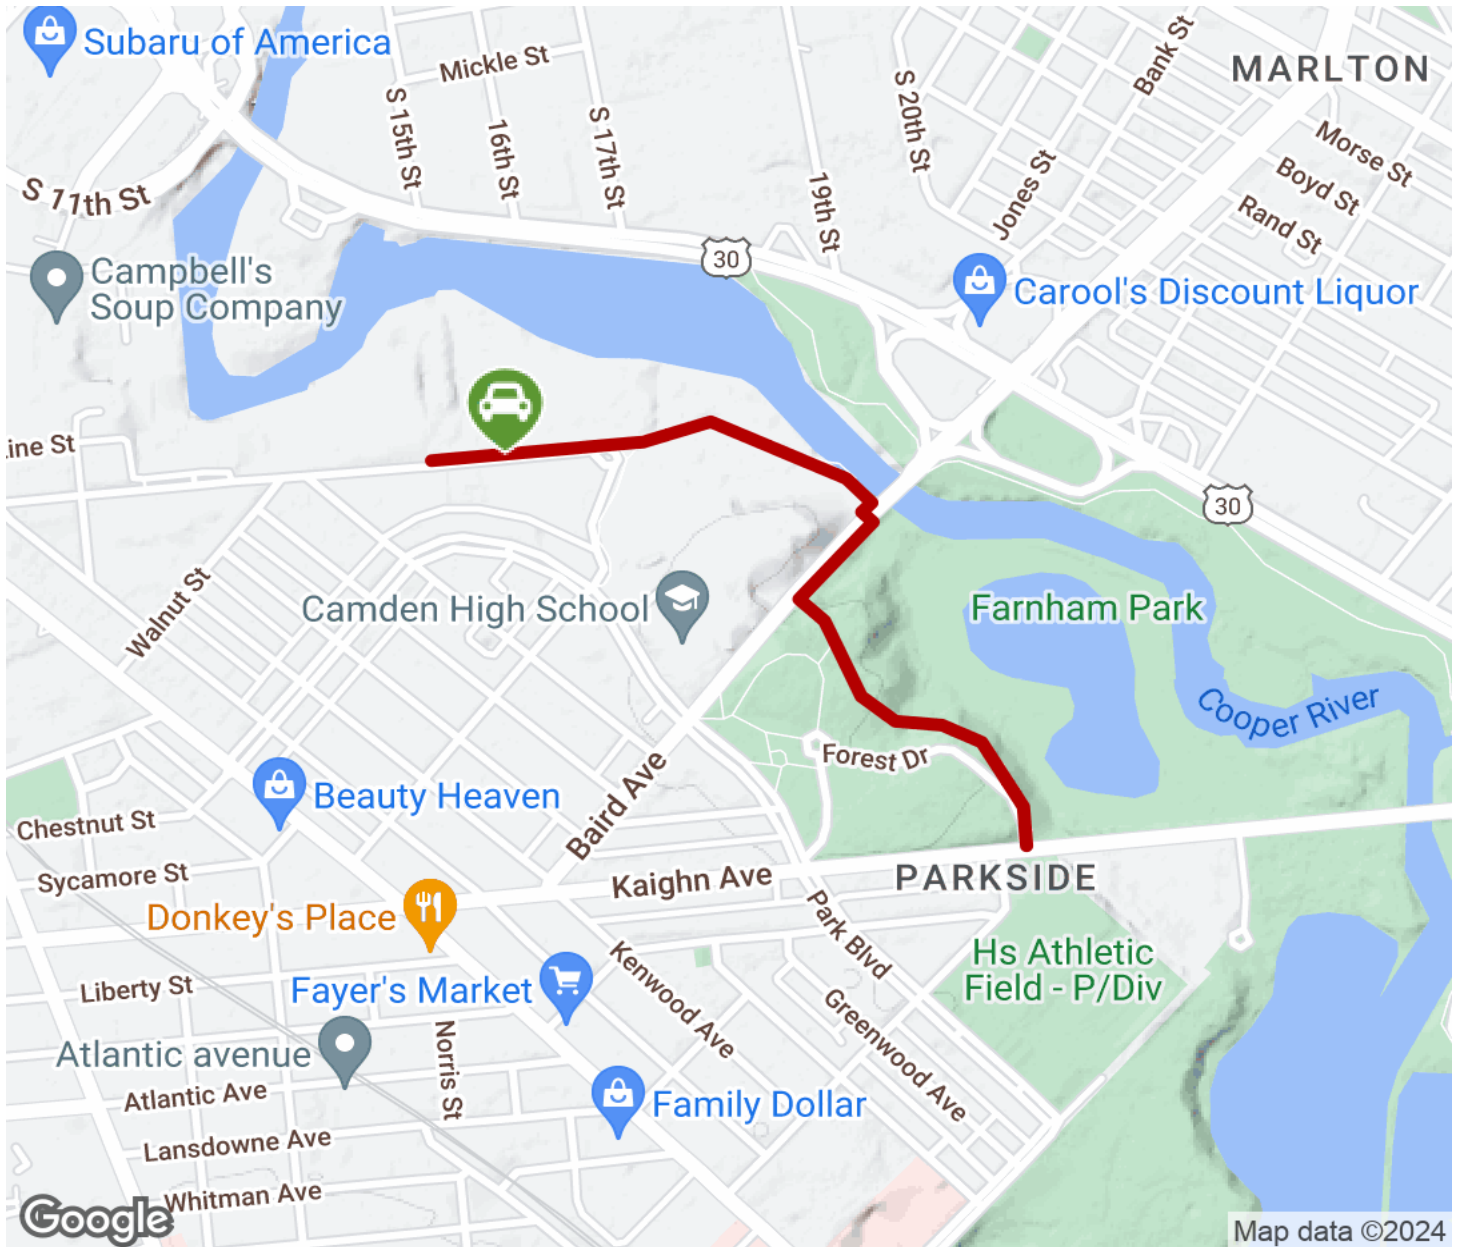 Subaru of America
Mickle St
S 15th St
16th St
S 17th St
S 20th St
19th St
Bank St
Jones St
MARLTON
Morse St
Boyd St
Rand St
S 11th St
30
Campbell's
Soup Company
Carool's Discount Liquor
ine St
30
Walnut St
Camden High School
Farnham Park
Cooper River
Forest Dr
Baird Ave
Beauty Heaven
Chestnut St
Sycamore St
Kaighn Ave
PARKSIDE
Donkey's Place
Park Blvd
Hs Athletic
Field - P/Div
Liberty St
Fayer's Market
Kenwood Ave
Greenwood Ave
Atlantic avenue
Norris St
Atlantic Ave
Family Dollar
Lansdowne Ave
Whitman Ave
Google
Map data ©2024